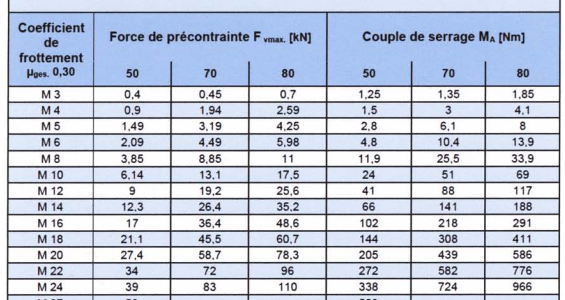 Coefficient de frottement µges. 0,30 Force de précontrainte F vmax. [kN] Couple de serrage MA [Nm]
50 70 80 50 70 80
M 3 0,4 0,45 0,7 1,25 1,35 1,85
M 4 0,9 1,94 2,59 1,5 3 4,1
M 5 1,49 3,19 4,25 2,8 6,1 8
M 6 2,09 4,49 5,98 4,8 10,4 13,9
M 8 3,85 8,85 11 11,9 25,5 33,9
M 10 6,14 13,1 17,5 24 51 69
M 12 9 19,2 25,6 41 88 117
M 14 12,3 26,4 35,2 66 141 188
M 16 17 36,4 48,6 102 218 291
M 18 21,1 45,5 60,7 144 308 411
M 20 27,4 58,7 78,3 205 439 586
M 22 34 72 96 272 582 776
M 24 39 83 110 338 724 966